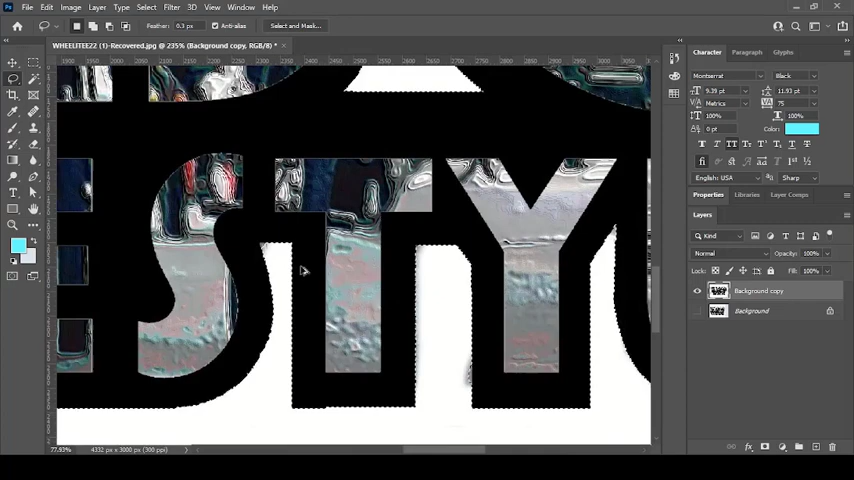 File Edit Image Layer Type Select Filter 3D View Window Help
Feather: 0.3 px Anti-alias Select and Mask...
WHEELITEE22 (1)-Recovered.jpg @ 235% (Background copy, RGB/8) *
STY
77.93% 4332 px x 3000 px (300 ppi)
Character Paragraph Glyphs
Montserrat Black
9.39 pt 11.93 pt
Metrics 75
100% 100%
0 pt Color:
English: USA Sharp
Properties Libraries Layer Comps
Layers
Kind
Normal Opacity: 100%
Lock: Fill: 100%
Background copy
Background